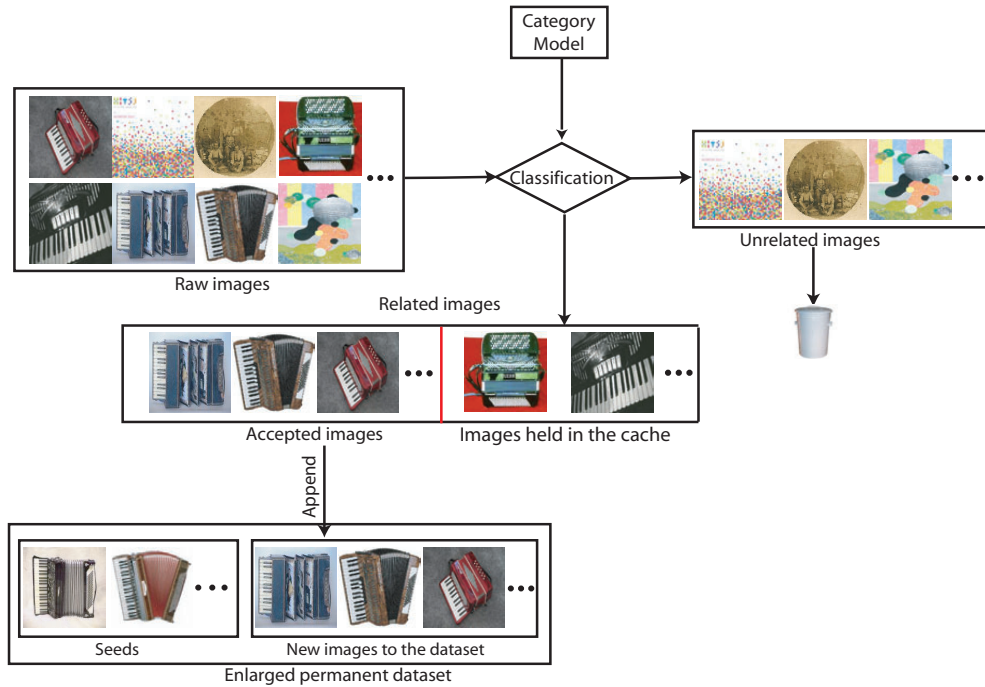 Category
Model
Classification
Raw images
Unrelated images
Related images
Accepted images
Images held in the cache
Append
Seeds
New images to the dataset
Enlarged permanent dataset